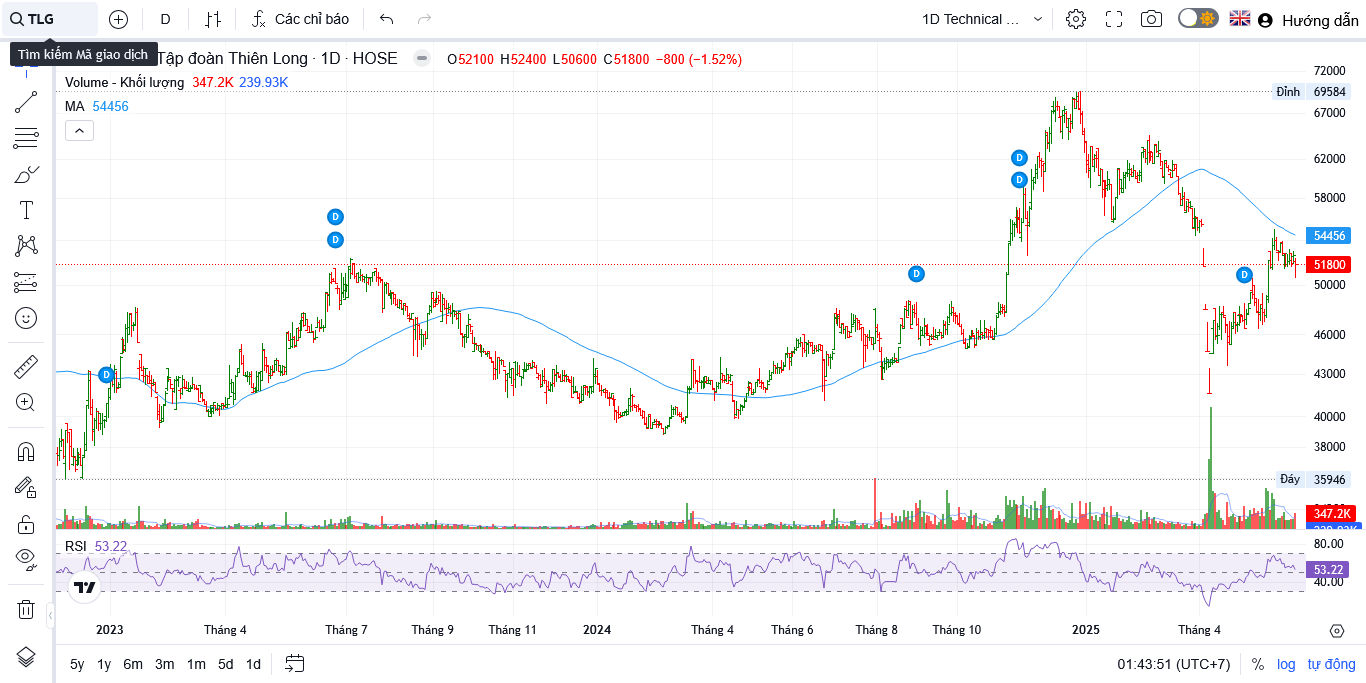 TLG
D
Các chỉ báo
1D Technical ...
Hướng dẫn
Tìm kiếm Mã giao dịch
Tập đoàn Thiên Long · 1D · HOSE
O52100 H52400 L50600 C51800 −800 (−1.52%)
Volume - Khối lượng 347.2K 239.93K
MA 54456
72000
Đỉnh 69584
67000
62000
58000
54456
51800
50000
46000
43000
40000
38000
Đáy 35946
347.2K
239.93K
D
D
D
D
D
D
D
RSI 53.22
80.00
53.22
40.00
2023 Tháng 4 Tháng 7 Tháng 9 Tháng 11 2024 Tháng 4 Tháng 6 Tháng 8 Tháng 10 2025 Tháng 4
5y 1y 6m 3m 1m 5d 1d
01:43:51 (UTC+7) % log tự động